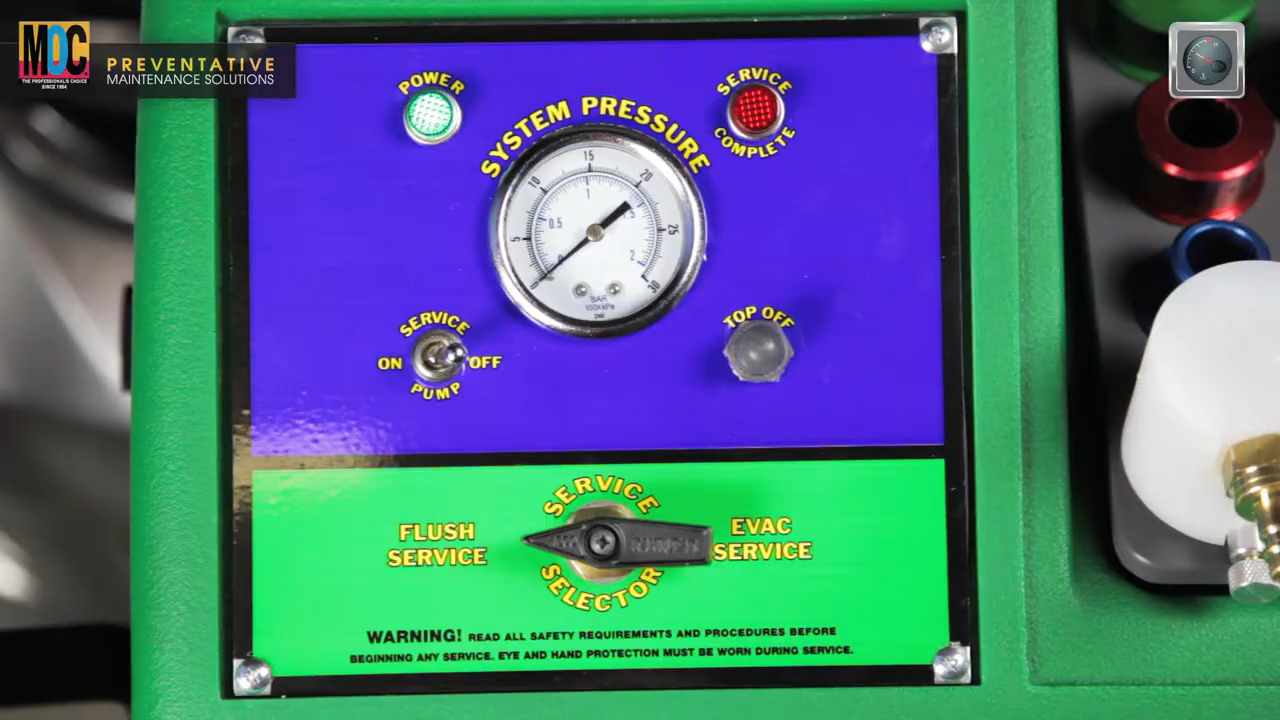 MOC
THE PROFESSIONAL'S CHOICE
SINCE 1954
PREVENTATIVE
MAINTENANCE SOLUTIONS
POWER
SYSTEM PRESSURE
SERVICE
COMPLETE
0 5 10 15 20 25 30
0.5 1 1.5 2
BAR
100xkPa
psi
SERVICE
ON OFF
PUMP
TOP OFF
SERVICE
SELECTOR
FLUSH
SERVICE
EVAC
SERVICE
WARNING! READ ALL SAFETY REQUIREMENTS AND PROCEDURES BEFORE
BEGINNING ANY SERVICE. EYE AND HAND PROTECTION MUST BE WORN DURING SERVICE.